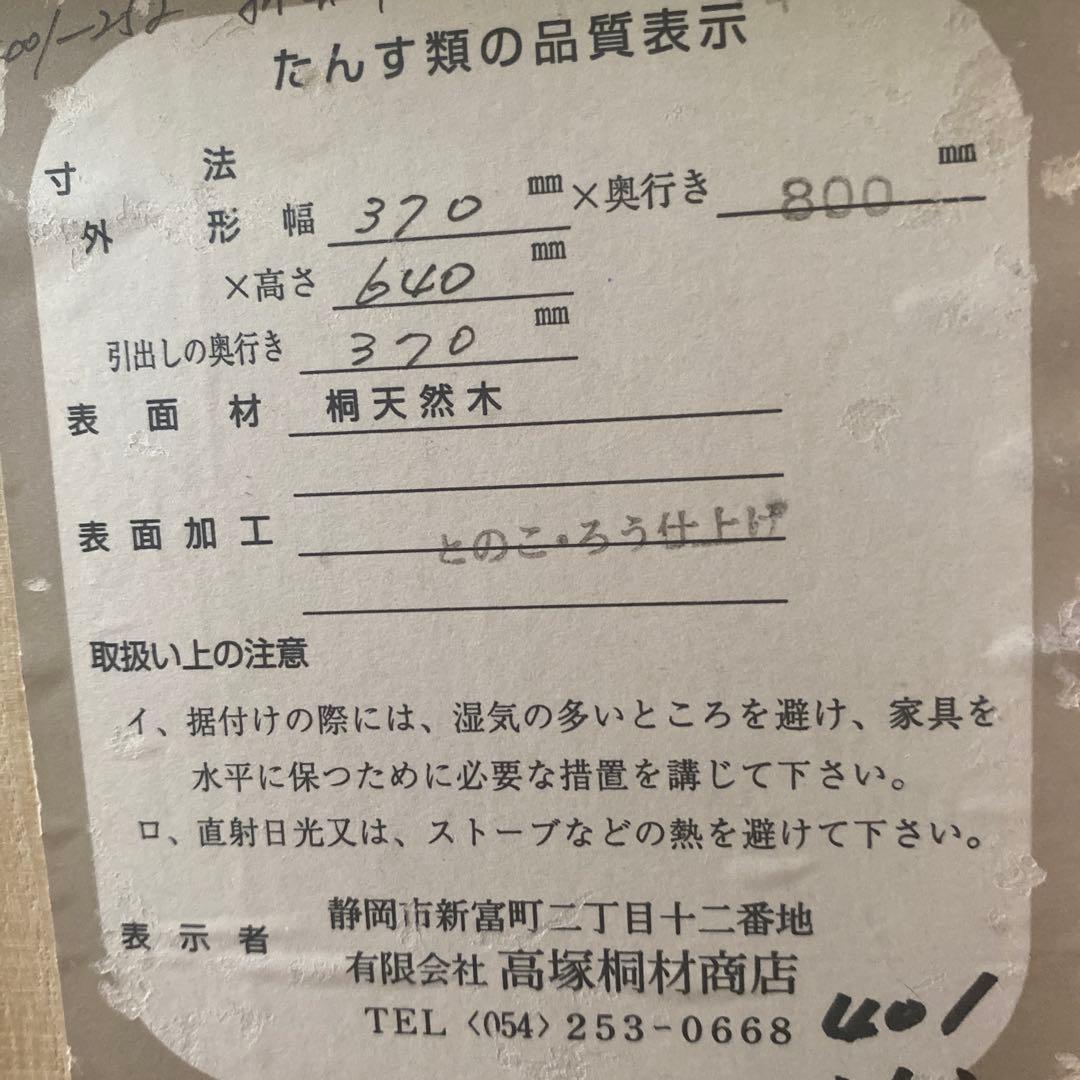 001-252
たんす類の品質表示
寸法
外形 幅 370 mm ×奥行き 800 mm
×高さ 640 mm
引出しの奥行き 370 mm
表面材 桐天然木
表面加工 とのこ・ろう仕上げ
取扱い上の注意
イ、据付けの際には、湿気の多いところを避け、家具を
水平に保つために必要な措置を講じて下さい。
ロ、直射日光又は、ストーブなどの熱を避けて下さい。
静岡市新富町二丁目十二番地
表示者
有限会社 高塚桐材商店
TEL〈054〉253-0668
401